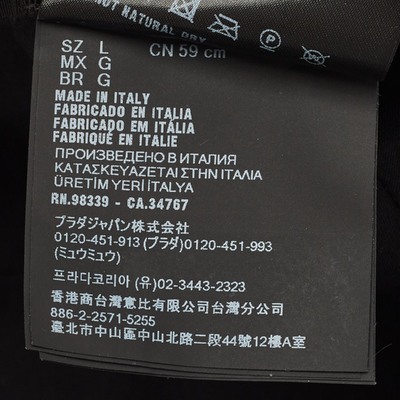 NOT NATURAL DRY
SZ L CN 59 cm
MX G
BR G
MADE IN ITALY
FABRICADO EN ITALIA
FABRICADO EM ITÁLIA
FABRIQUÉ EN ITALIE
ПРОИЗВЕДЕНО В ИТАЛИЯ
ΚΑΤΑΣΚΕΥΑΖΕΤΑΙ ΣΤΗΝ ΙΤΑΛΙΑ
ÜRETİM YERİ İTALYA
RN.98339 - CA.34767
プラダジャパン株式会社
0120-451-913 (プラダ) 0120-451-993
(ミュウミュウ)
프라다코리아 (유)02-3443-2323
香港商台灣意比有限公司台灣分公司
886-2-2571-5255
臺北市中山區中山北路二段44號12樓A室